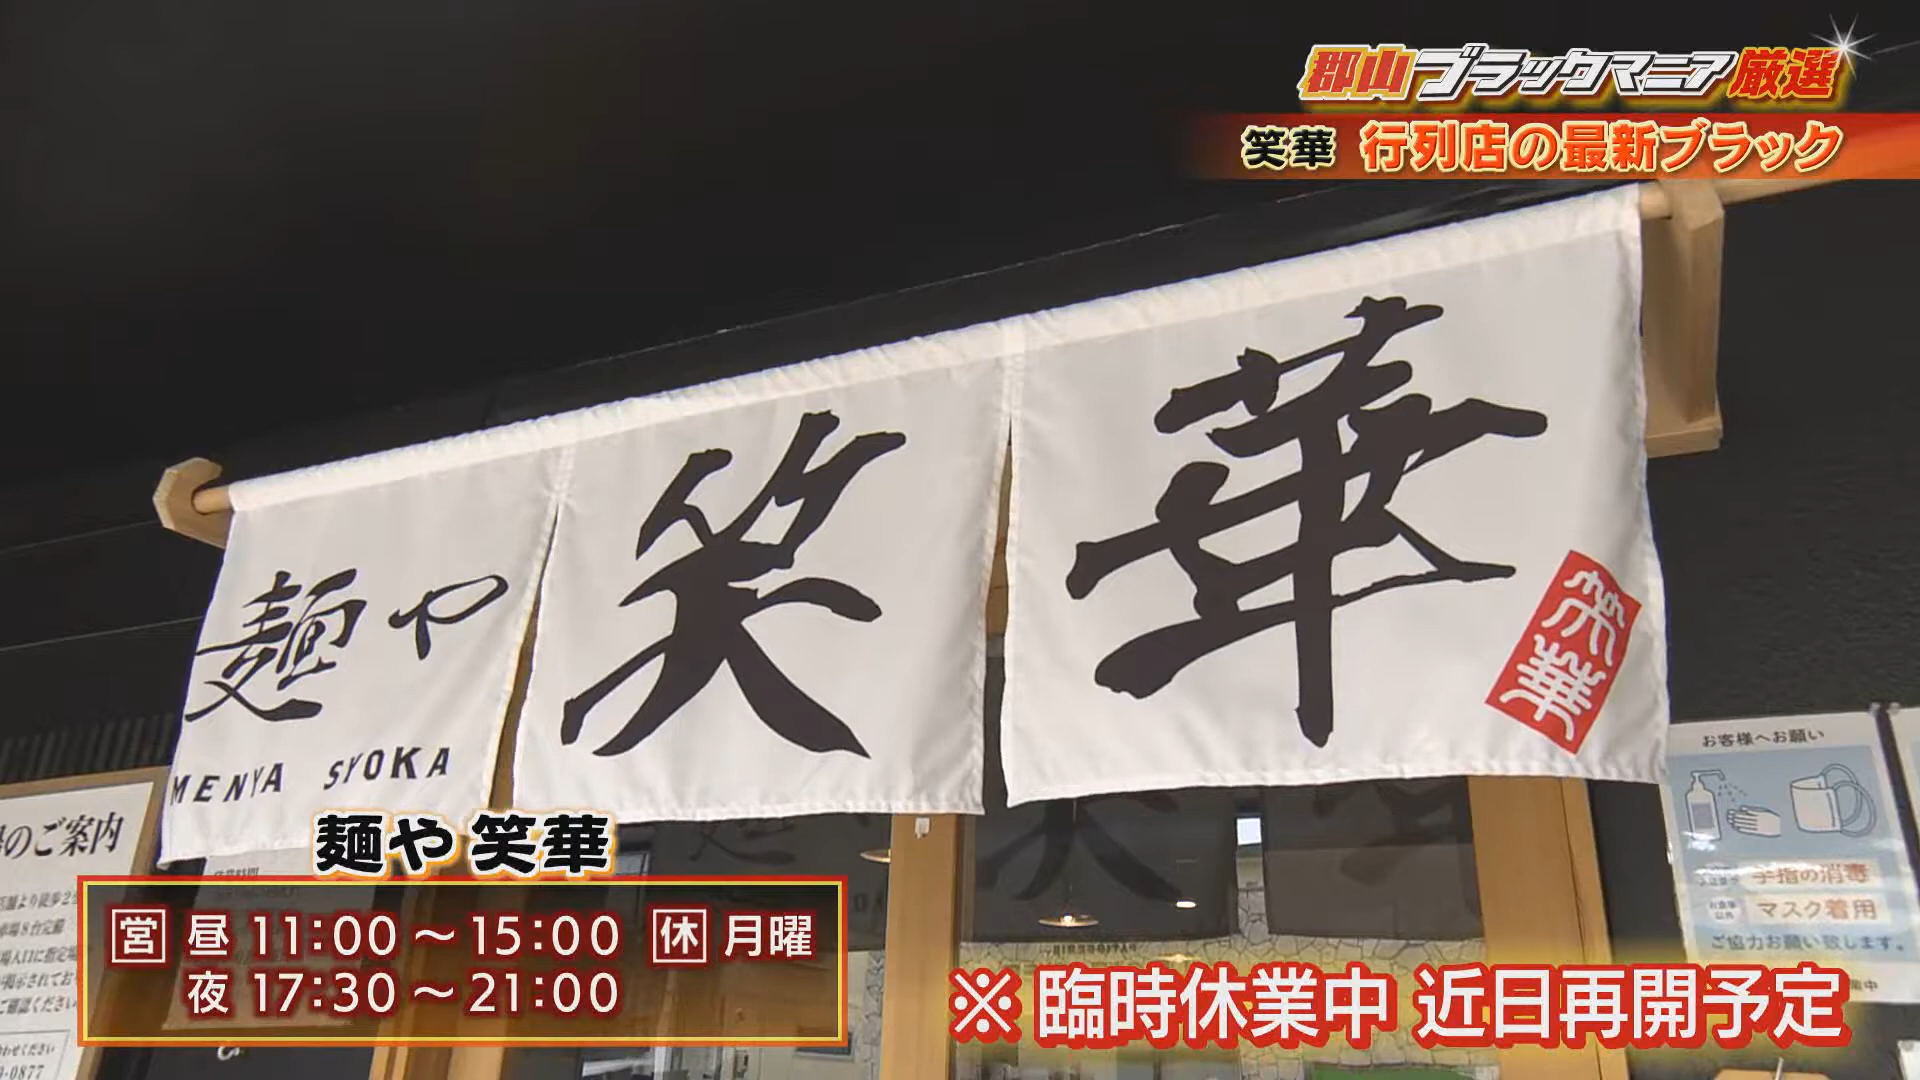 郡山ブラックマニア厳選
笑華 行列店の最新ブラック
麺や
笑
華
笑華
MENYA SYOKA
お客様へお願い
のご案内
手指の消毒
マスク着用
ご協力お願い致します。
麺や 笑華
営 昼 11:00～15:00 休 月曜
夜 17:30～21:00
※臨時休業中 近日再開予定